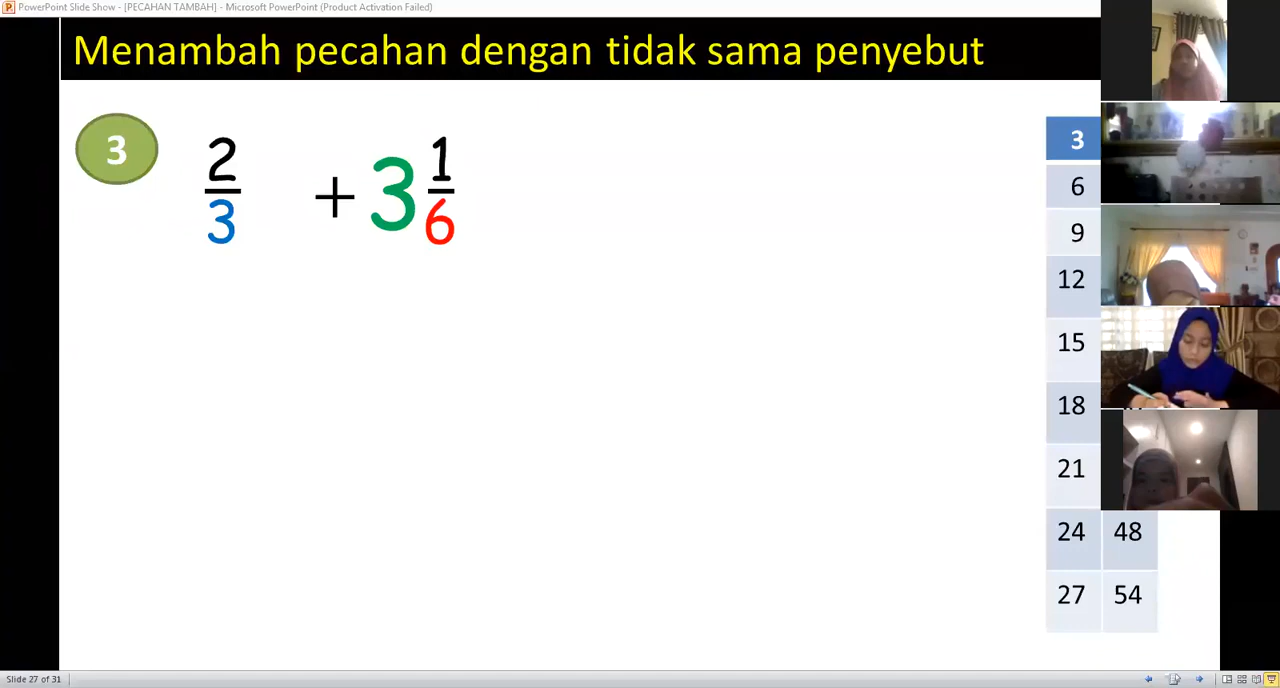 PowerPoint Slide Show - [PECAHAN TAMBAH] - Microsoft PowerPoint (Product Activation Failed)
Menambah pecahan dengan tidak sama penyebut
3
2/3 + 3 1/6
3
6
9
12
15
18
21
24 48
27 54
Slide 27 of 31